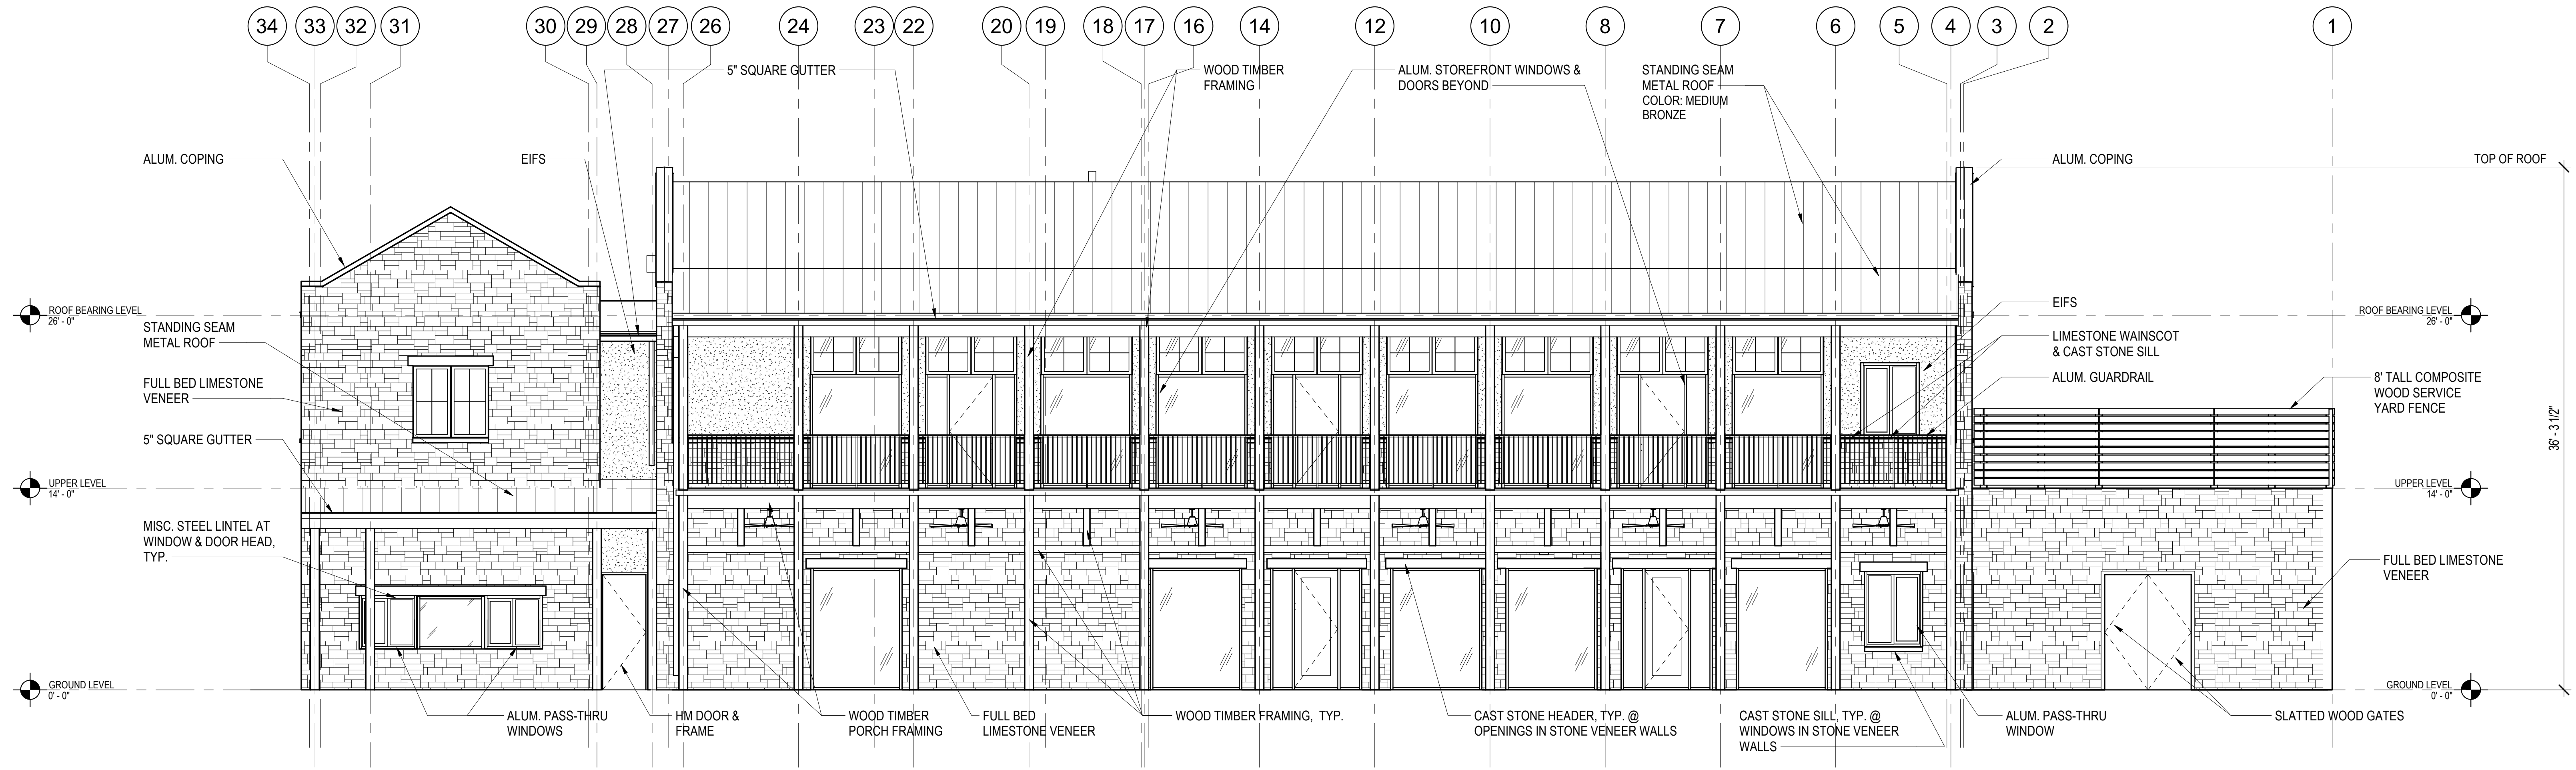 34 33 32 31 30 29 28 27 26 24 23 22 20 19 18 17 16 14 12 10 8 7 6 5 4 3 2 1
5" SQUARE GUTTER
WOOD TIMBER
FRAMING
ALUM. STOREFRONT WINDOWS &
DOORS BEYOND
STANDING SEAM
METAL ROOF
COLOR: MEDIUM
BRONZE
ALUM. COPING
EIFS
ALUM. COPING
TOP OF ROOF
ROOF BEARING LEVEL
26' - 0"
STANDING SEAM
METAL ROOF
FULL BED LIMESTONE
VENEER
5" SQUARE GUTTER
UPPER LEVEL
14' - 0"
MISC. STEEL LINTEL AT
WINDOW & DOOR HEAD,
TYP.
GROUND LEVEL
0' - 0"
EIFS
LIMESTONE WAINSCOT
& CAST STONE SILL
ALUM. GUARDRAIL
ROOF BEARING LEVEL
26' - 0"
8' TALL COMPOSITE
WOOD SERVICE
YARD FENCE
36' - 3 1/2"
UPPER LEVEL
14' - 0"
FULL BED LIMESTONE
VENEER
GROUND LEVEL
0' - 0"
ALUM. PASS-THRU
WINDOWS
HM DOOR &
FRAME
WOOD TIMBER
PORCH FRAMING
FULL BED
LIMESTONE VENEER
WOOD TIMBER FRAMING, TYP.
CAST STONE HEADER, TYP. @
OPENINGS IN STONE VENEER WALLS
CAST STONE SILL, TYP. @
WINDOWS IN STONE VENEER
WALLS
ALUM. PASS-THRU
WINDOW
SLATTED WOOD GATES